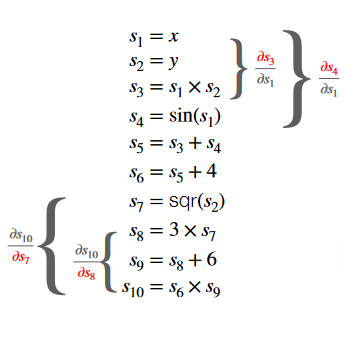 s₁ = x
s₂ = y
s₃ = s₁ × s₂
∂s₃/∂s₁
∂s₄/∂s₁
s₄ = sin(s₁)
s₅ = s₃ + s₄
s₆ = s₅ + 4
s₇ = sqr(s₂)
s₈ = 3 × s₇
∂s₁₀/∂s₇
∂s₁₀/∂s₈
s₉ = s₈ + 6
s₁₀ = s₆ × s₉